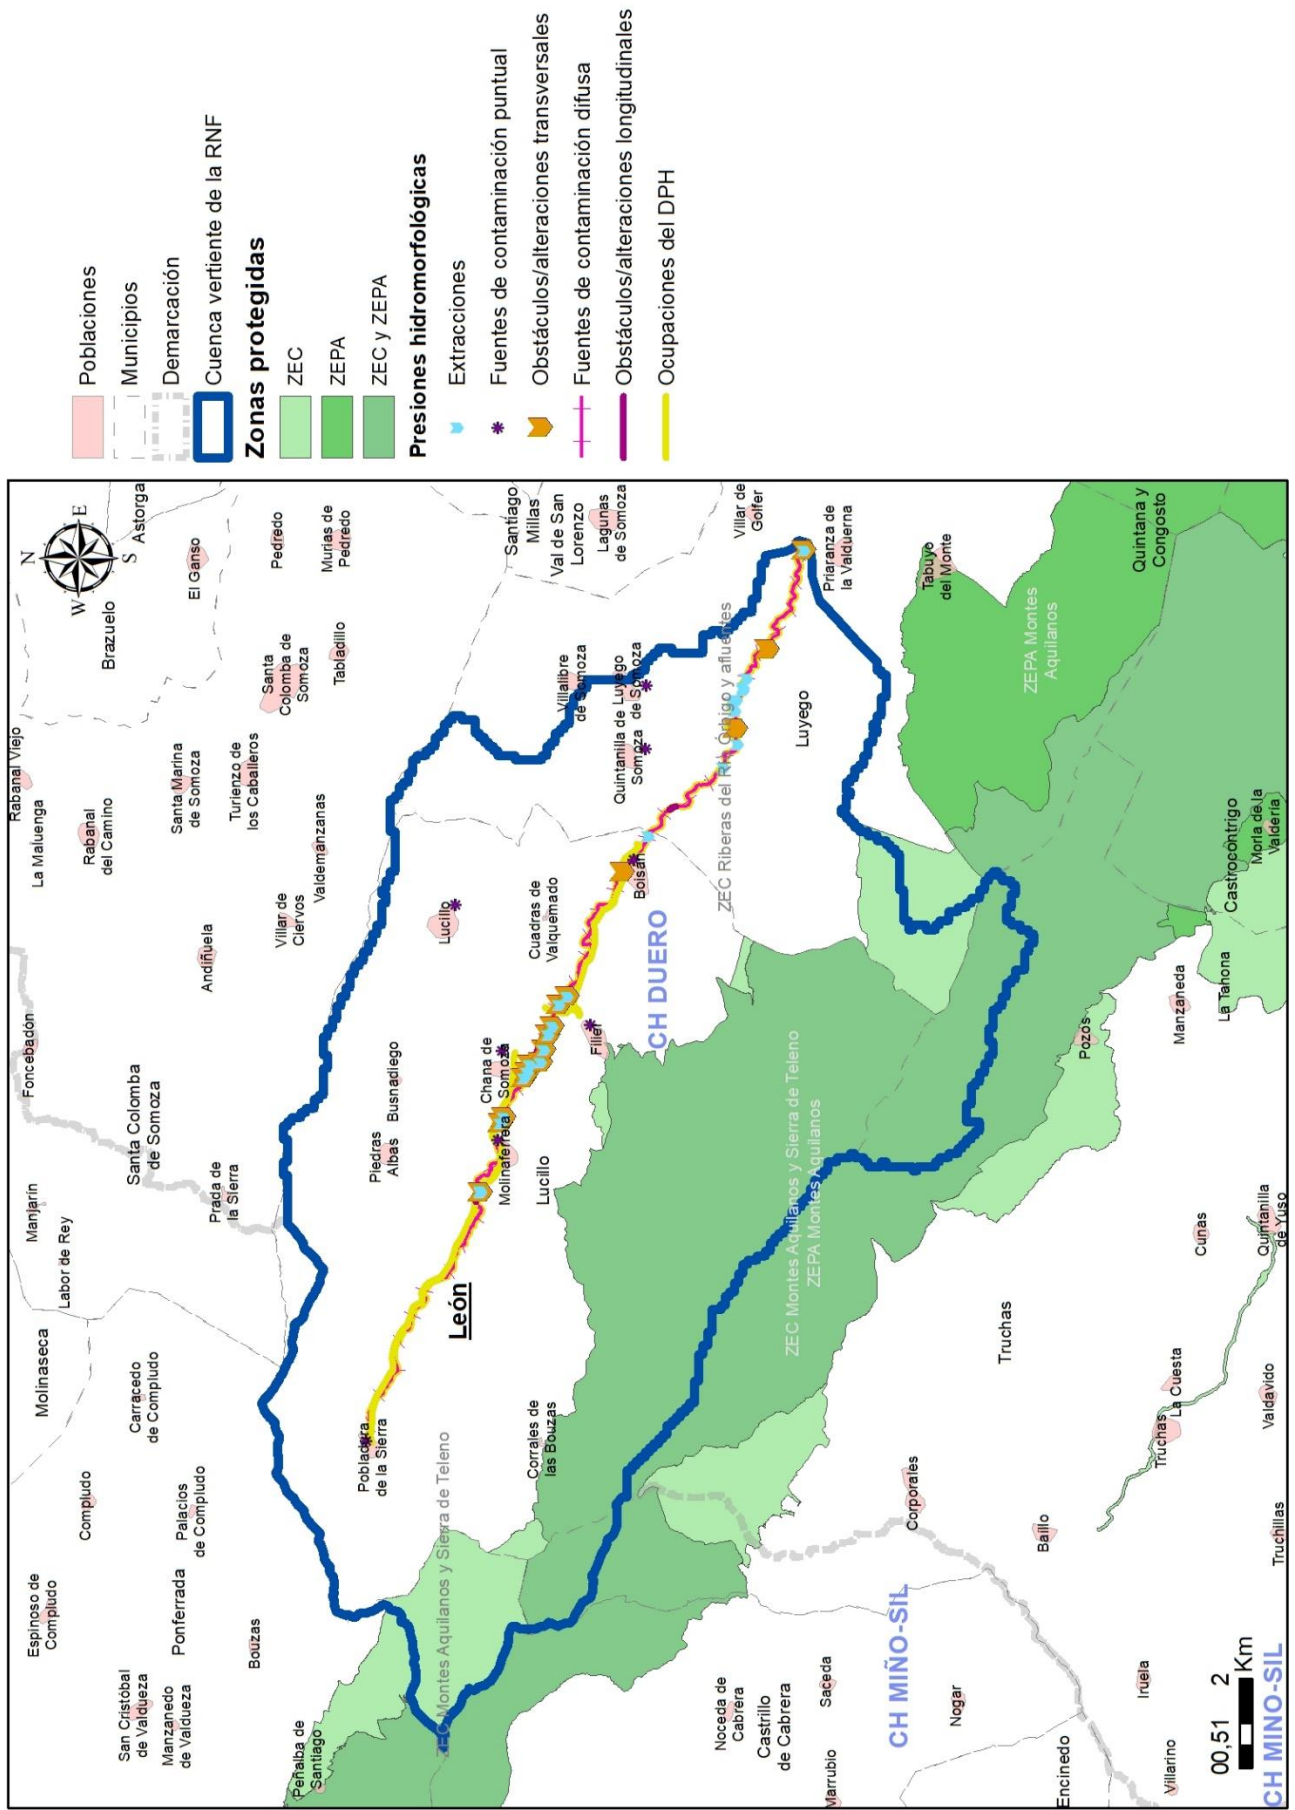 N
W
E
S
Espinoso de
Compludo
Compludo
Molinaseca
Manjarín
Labor de Rey
Foncebadón
Rabanal Viejo
La Maluenga
San Cristóbal
de Valdueza
Manzanedo
de Valdueza
Ponferrada
Palacios
de Compludo
Carracedo
de Compludo
Santa Colomba
de Somoza
Rabanal
del Camino
Brazuelo
Astorga
Bouzas
Prada de
la Sierra
Andiñuela
Santa Marina
de Somoza
El Ganso
Peñalba de
Santiago
Turienzo de
los Caballeros
Santa
Colomba de
Somoza
Pedredo
Villar de
Ciervos
Valdemanzanas
Tabladillo
Murias de
Pedredo
Pobladura
de la Sierra
Piedras
Albas
Busnadiego
Lucillo
ZEC Montes Aquilanos y Sierra de Teleno
León
Molinaferrera
Chana de
Somoza
Santiago
Millas
Corrales de
las Bouzas
Lucillo
Cuadras de
Valquemado
Villalibre
de Somoza
Val de San
Lorenzo
Filiel
Boisán
Quintanilla de
Somoza
Luyego
de Somoza
Lagunas
de Somoza
CH DUERO
Noceda de
Cabrera
Castrillo
de Cabrera
ZEC Riberas del Río Órbigo y afluentes
Villar de
Golfer
ZEC Montes Aquilanos y Sierra de Teleno
ZEPA Montes Aquilanos
Luyego
Priaranza de
la Valduerna
Marrubio
Saceda
CH MIÑO-SIL
Corporales
Tabuyo
del Monte
Nogar
Truchas
Baillo
Pozos
ZEPA Montes
Aquilanos
Encinedo
Iruela
Villarino
Truchas
La Cuesta
Cunas
Manzaneda
Quintana y
Congosto
La Tahona
Castrocontrigo
Morla de la
Valdería
00,51 2
Km
CH MINO-SIL
Truchillas
Valdavido
Quintanilla
de Yuso
Poblaciones
Municipios
Demarcación
Cuenca vertiente de la RNF
Zonas protegidas
ZEC
ZEPA
ZEC y ZEPA
Presiones hidromorfológicas
Extracciones
Fuentes de contaminación puntual
Obstáculos/alteraciones transversales
Fuentes de contaminación difusa
Obstáculos/alteraciones longitudinales
Ocupaciones del DPH